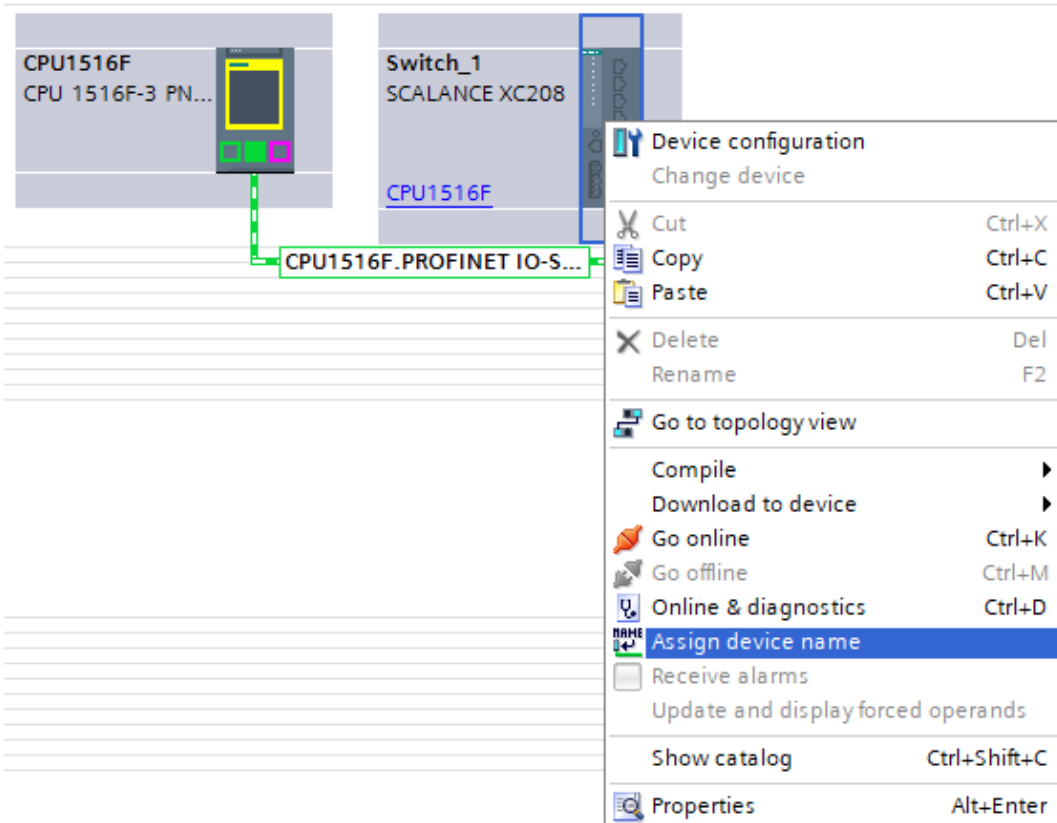 CPU1516F
CPU 1516F-3 PN...
Switch_1
SCALANCE XC208
CPU1516F
CPU1516F.PROFINET IO-S...
Device configuration
Change device
Cut Ctrl+X
Copy Ctrl+C
Paste Ctrl+V
Delete Del
Rename F2
Go to topology view
Compile
Download to device
Go online Ctrl+K
Go offline Ctrl+M
Online & diagnostics Ctrl+D
NAME Assign device name
Receive alarms
Update and display forced operands
Show catalog Ctrl+Shift+C
Properties Alt+Enter